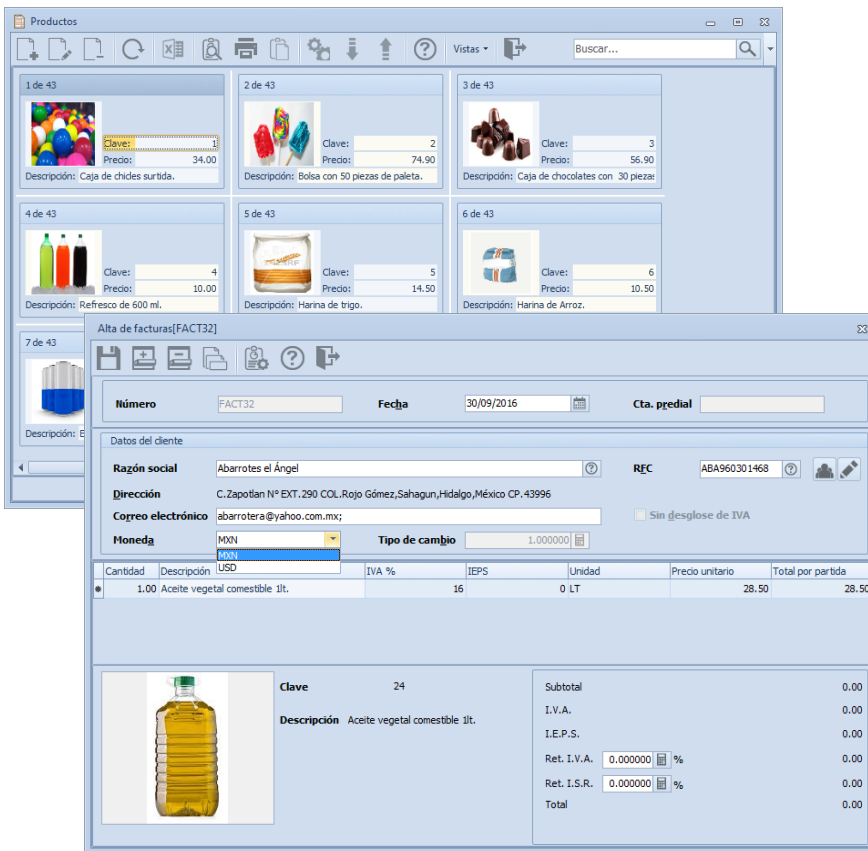 Productos
Vistas
Buscar...
1 de 43
2 de 43
3 de 43
Clave: 1
Clave: 2
Clave: 3
Precio: 34.00
Precio: 74.90
Precio: 56.90
Descripción: Caja de chicles surtida.
Descripción: Bolsa con 50 piezas de paleta.
Descripción: Caja de chocolates con 30 piezas
4 de 43
5 de 43
6 de 43
Clave: 4
Clave: 5
Clave: 6
Precio: 10.00
Precio: 14.50
Precio: 10.50
Descripción: Refresco de 600 ml.
Descripción: Harina de trigo.
Descripción: Harina de Arroz.
7 de 43
Descripción:
Alta de facturas[FACT32]
Número FACT32 Fecha 30/09/2016 Cta. predial
Datos del cliente
Razón social Abarrotes el Ángel RFC ABA960301468
Dirección C.Zapotlan Nº EXT.290 COL.Rojo Gómez,Sahagun,Hidalgo,México CP.43996
Correo electrónico abarrotera@yahoo.com.mx; Sin desglose de IVA
Moneda MXN Tipo de cambio 1.000000
MXN
USD
Cantidad Descripción IVA % IEPS Unidad Precio unitario Total por partida
1.00 Aceite vegetal comestible 1lt. 16 0 LT 28.50 28.50
Clave 24
Descripción Aceite vegetal comestible 1lt.
Subtotal 0.00
I.V.A. 0.00
I.E.P.S. 0.00
Ret. I.V.A. 0.000000 % 0.00
Ret. I.S.R. 0.000000 % 0.00
Total 0.00